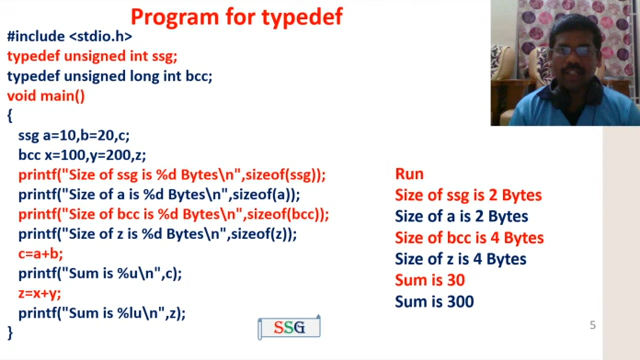 Program for typedef
#include <stdio.h>
typedef unsigned int ssg;
typedef unsigned long int bcc;
void main()
{
ssg a=10,b=20,c;
bcc x=100,y=200,z;
printf("Size of ssg is %d Bytes\n",sizeof(ssg));
printf("Size of a is %d Bytes\n",sizeof(a));
printf("Size of bcc is %d Bytes\n",sizeof(bcc));
printf("Size of z is %d Bytes\n",sizeof(z));
c=a+b;
printf("Sum is %u\n",c);
z=x+y;
printf("Sum is %lu\n",z);
}
Run
Size of ssg is 2 Bytes
Size of a is 2 Bytes
Size of bcc is 4 Bytes
Size of z is 4 Bytes
Sum is 30
Sum is 300
SSG
5